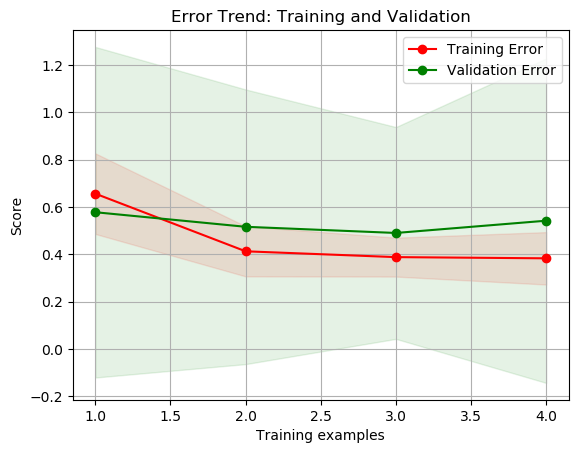 Error Trend: Training and Validation
Training Error
Validation Error
Score
1.2
1.0
0.8
0.6
0.4
0.2
0.0
−0.2
1.0 1.5 2.0 2.5 3.0 3.5 4.0
Training examples